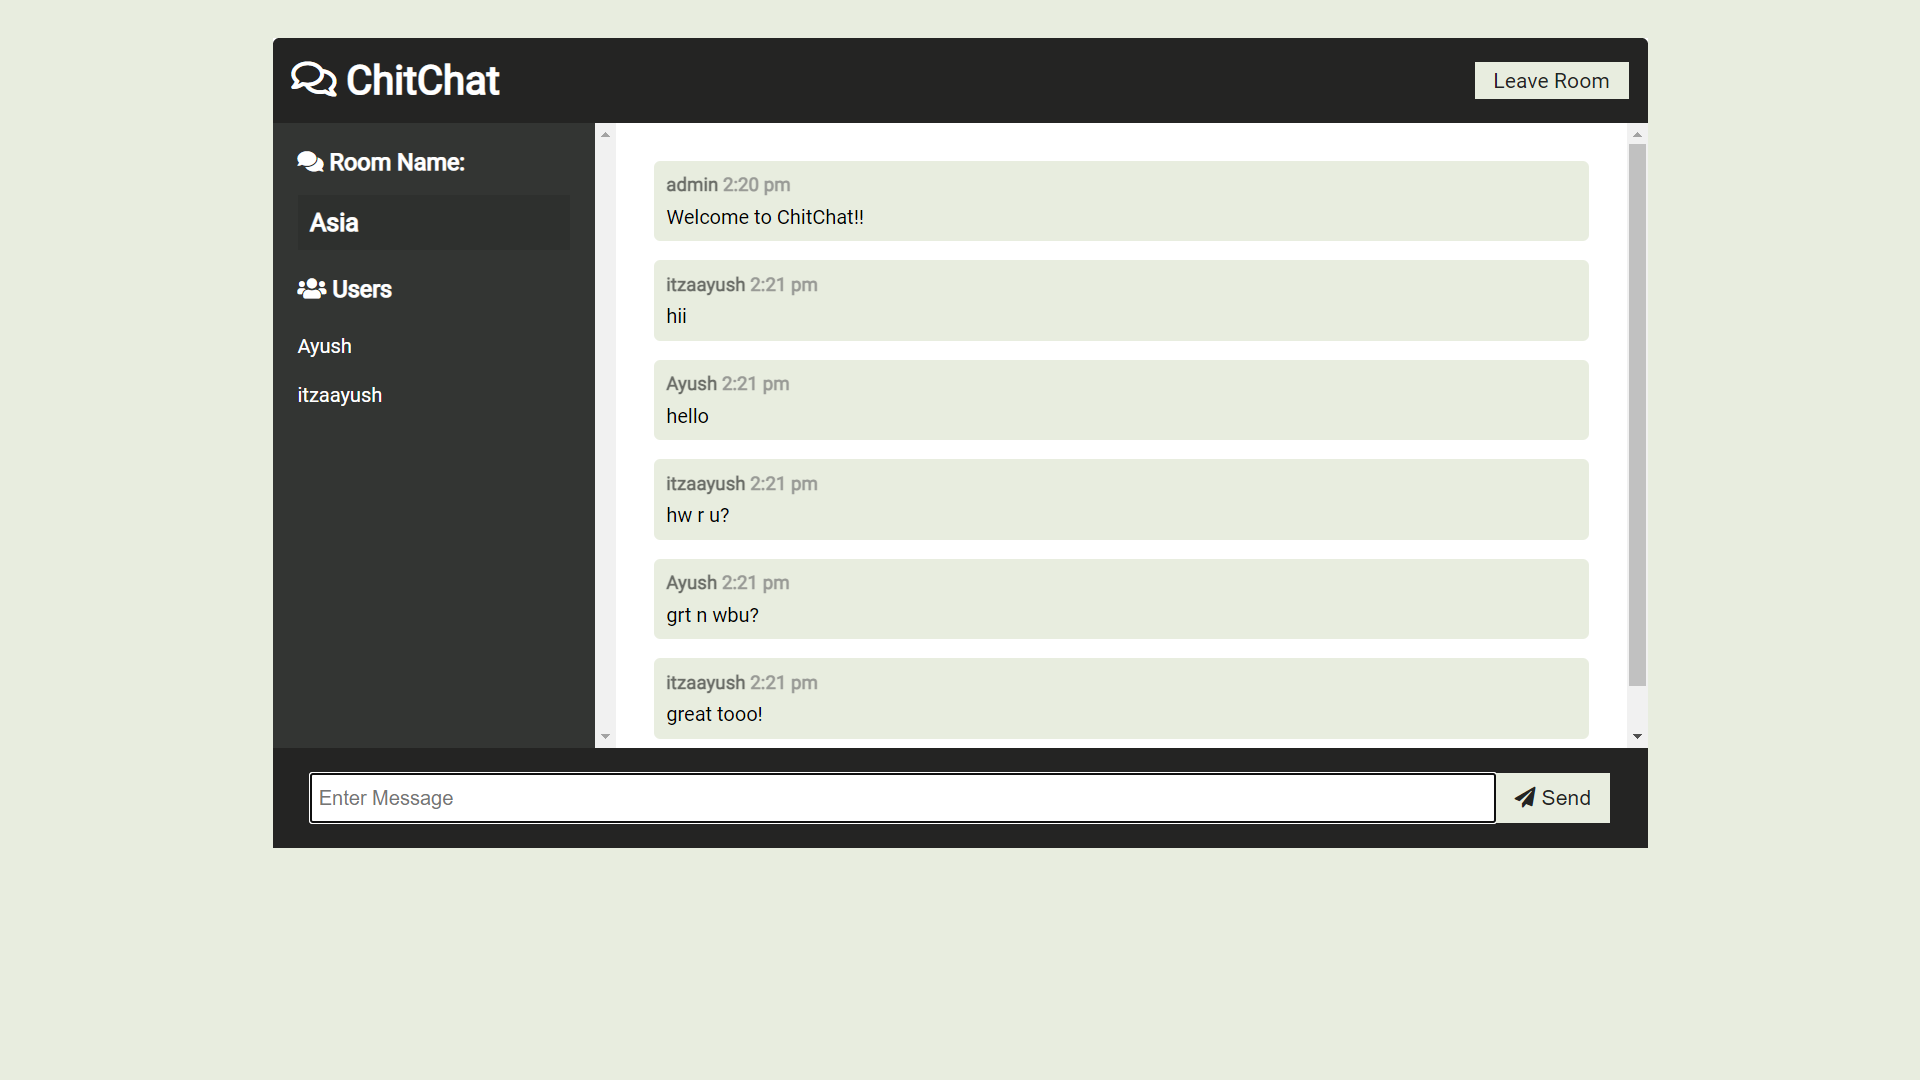 ChitChat
Leave Room
Room Name:
Asia
Users
Ayush
itzaayush
admin 2:20 pm
Welcome to ChitChat!!
itzaayush 2:21 pm
hii
Ayush 2:21 pm
hello
itzaayush 2:21 pm
hw r u?
Ayush 2:21 pm
grt n wbu?
itzaayush 2:21 pm
great tooo!
Enter Message
Send